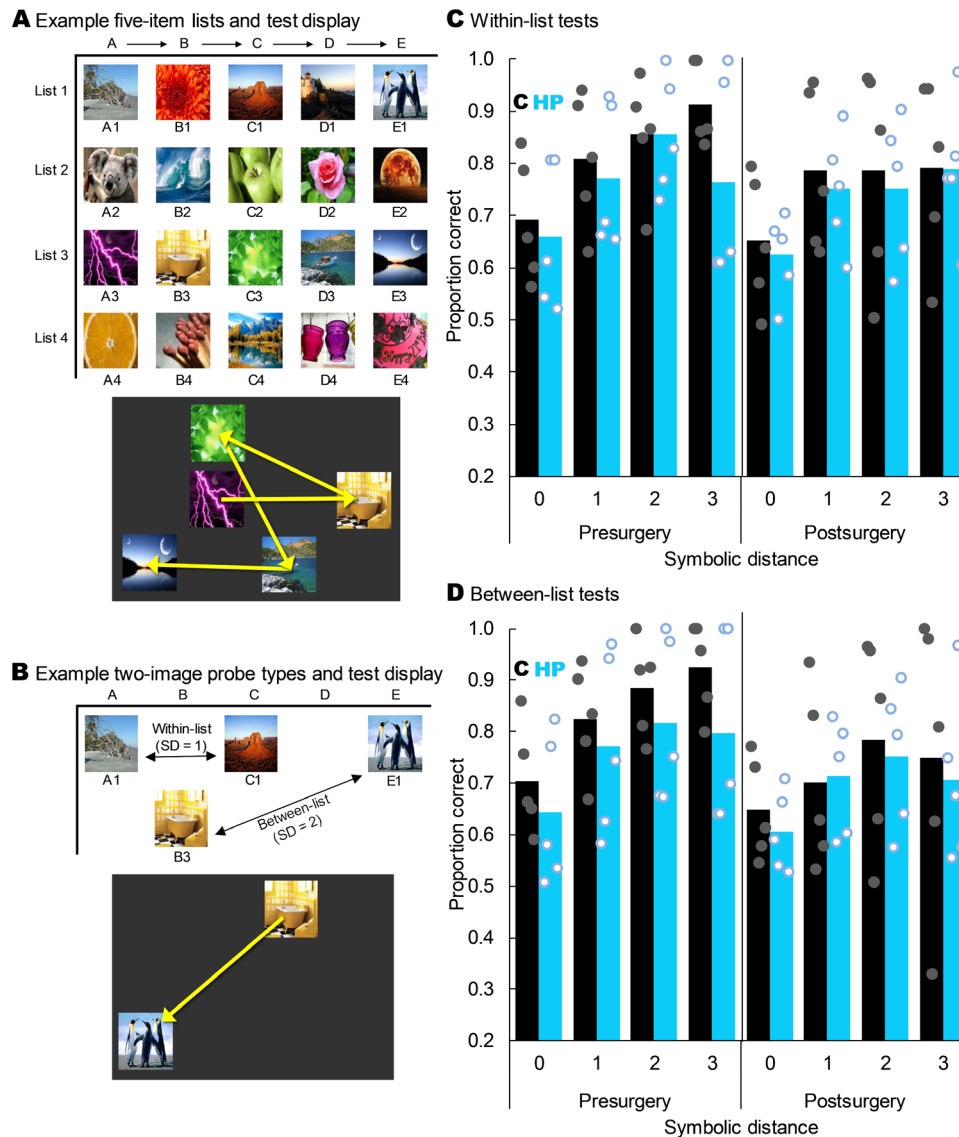 A Example five-item lists and test display
A B C D E
List 1
A1 B1 C1 D1 E1
List 2
A2 B2 C2 D2 E2
List 3
A3 B3 C3 D3 E3
List 4
A4 B4 C4 D4 E4
B Example two-image probe types and test display
A B C D E
Within-list
(SD = 1)
A1 C1 E1
Between-list
(SD = 2)
B3
C Within-list tests
C HP
Proportion correct
1.0
0.9
0.8
0.7
0.6
0.5
0.4
0.3
0.2
0 1 2 3 0 1 2 3
Presurgery Postsurgery
Symbolic distance
D Between-list tests
C HP
Proportion correct
1.0
0.9
0.8
0.7
0.6
0.5
0.4
0.3
0.2
0 1 2 3 0 1 2 3
Presurgery Postsurgery
Symbolic distance